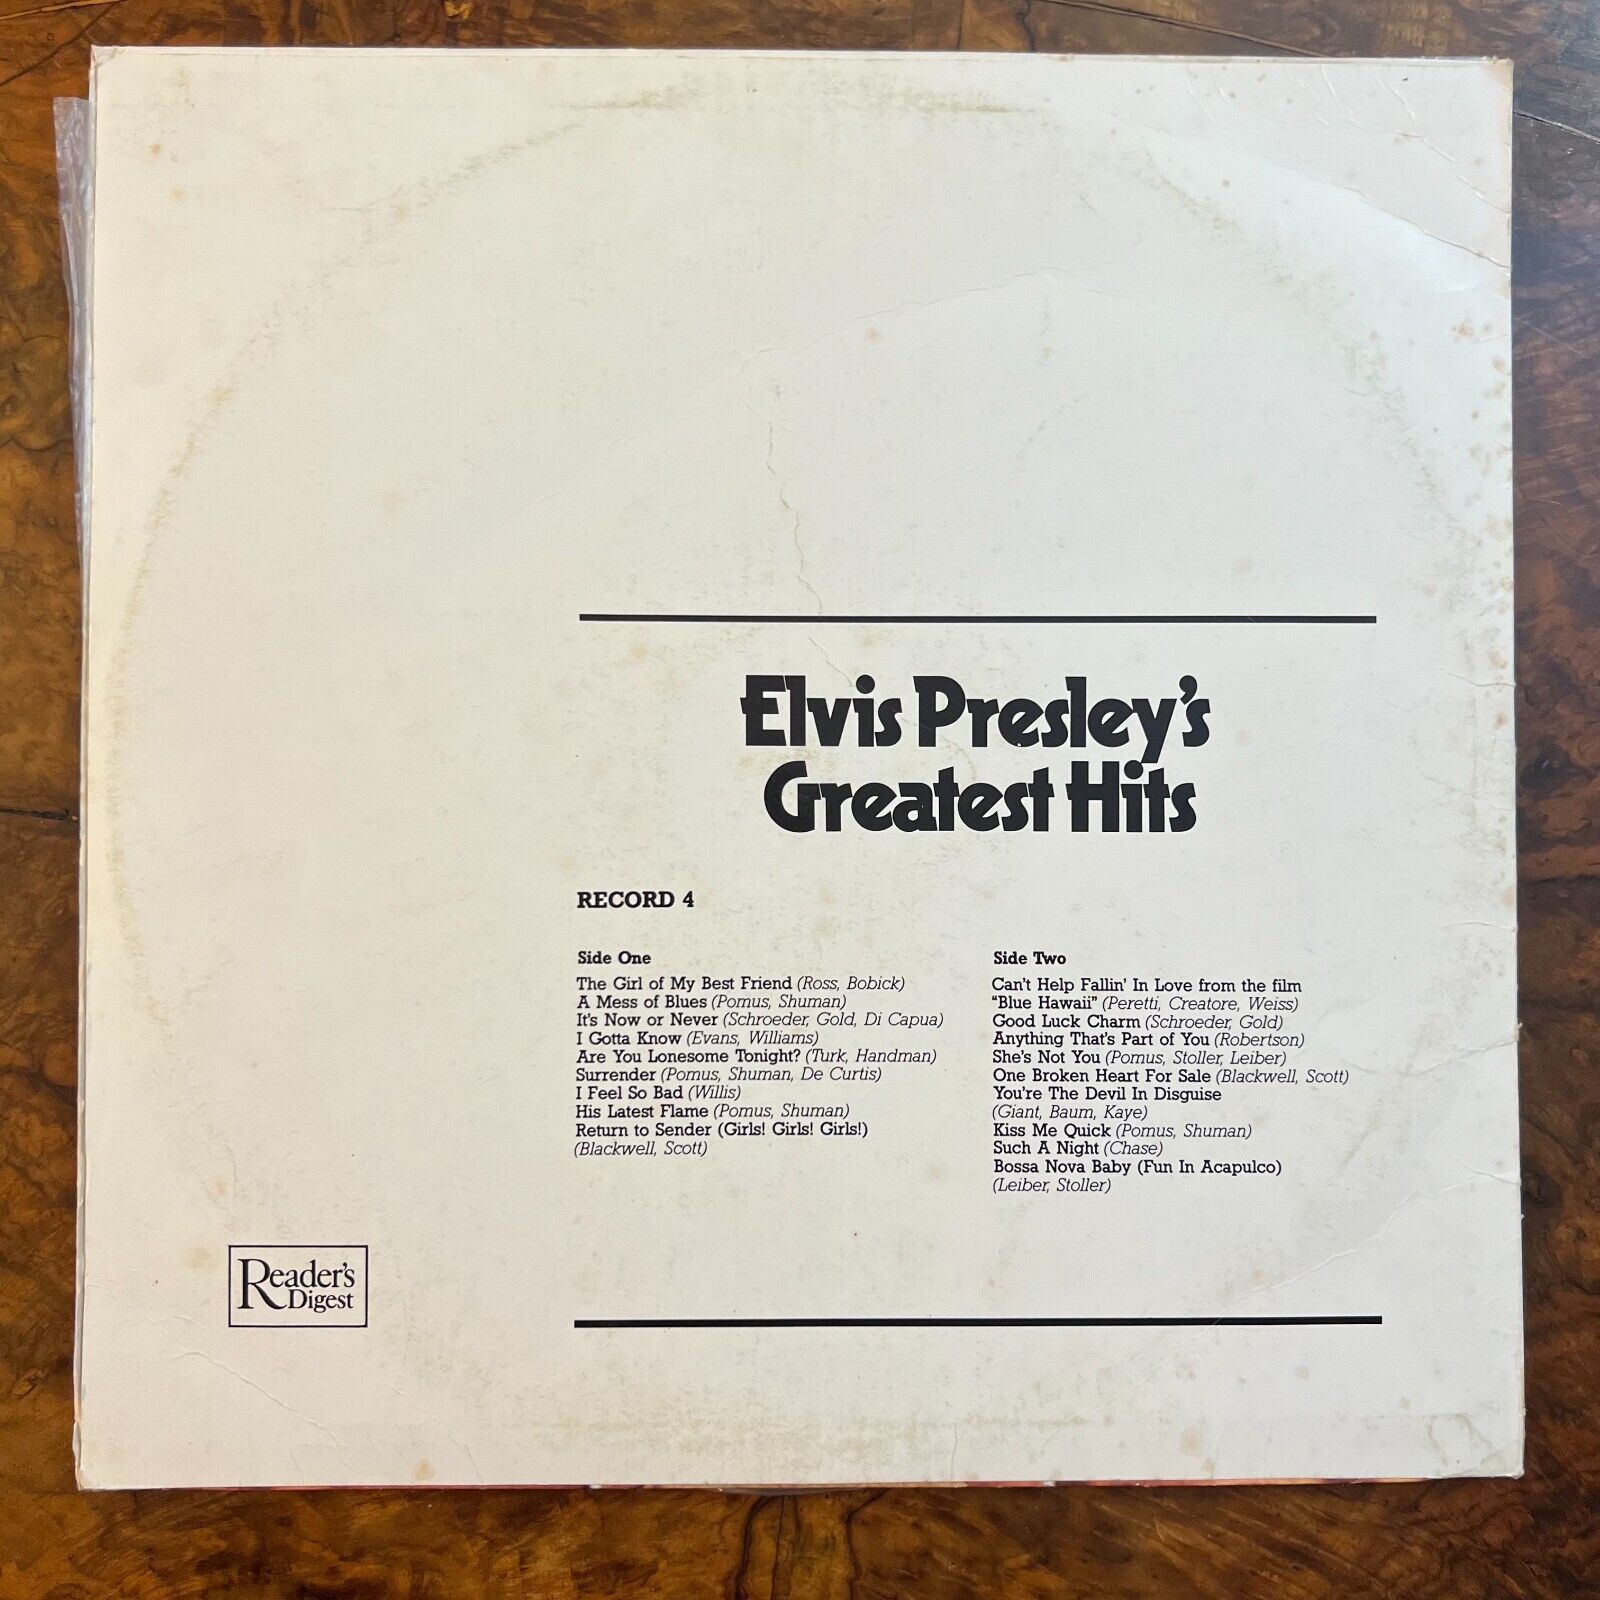 Elvis Presley's
Greatest Hits
RECORD 4
Side One
The Girl of My Best Friend (Ross, Bobick)
A Mess of Blues (Pomus, Shuman)
It's Now or Never (Schroeder, Gold, Di Capua)
I Gotta Know (Evans, Williams)
Are You Lonesome Tonight? (Turk, Handman)
Surrender (Pomus, Shuman, De Curtis)
I Feel So Bad (Willis)
His Latest Flame (Pomus, Shuman)
Return to Sender (Girls! Girls! Girls!)
(Blackwell, Scott)
Side Two
Can't Help Fallin' In Love from the film
"Blue Hawaii" (Peretti, Creatore, Weiss)
Good Luck Charm (Schroeder, Gold)
Anything That's Part of You (Robertson)
She's Not You (Pomus, Stoller, Leiber)
One Broken Heart For Sale (Blackwell, Scott)
You're The Devil In Disguise
(Giant, Baum, Kaye)
Kiss Me Quick (Pomus, Shuman)
Such A Night (Chase)
Bossa Nova Baby (Fun In Acapulco)
(Leiber, Stoller)
Reader's
Digest